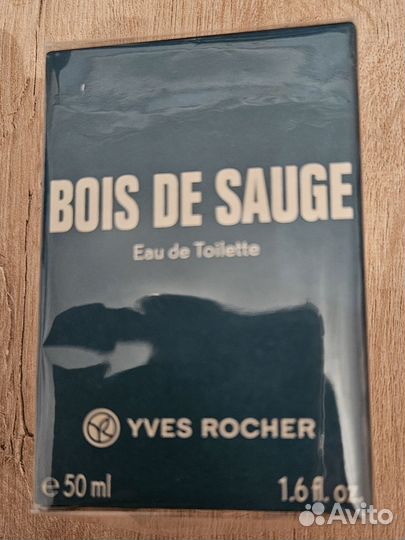 BOIS DE SAUGE
Eau de Toilette
YVES ROCHER
e 50 ml 1.6 fl. oz.
Avito